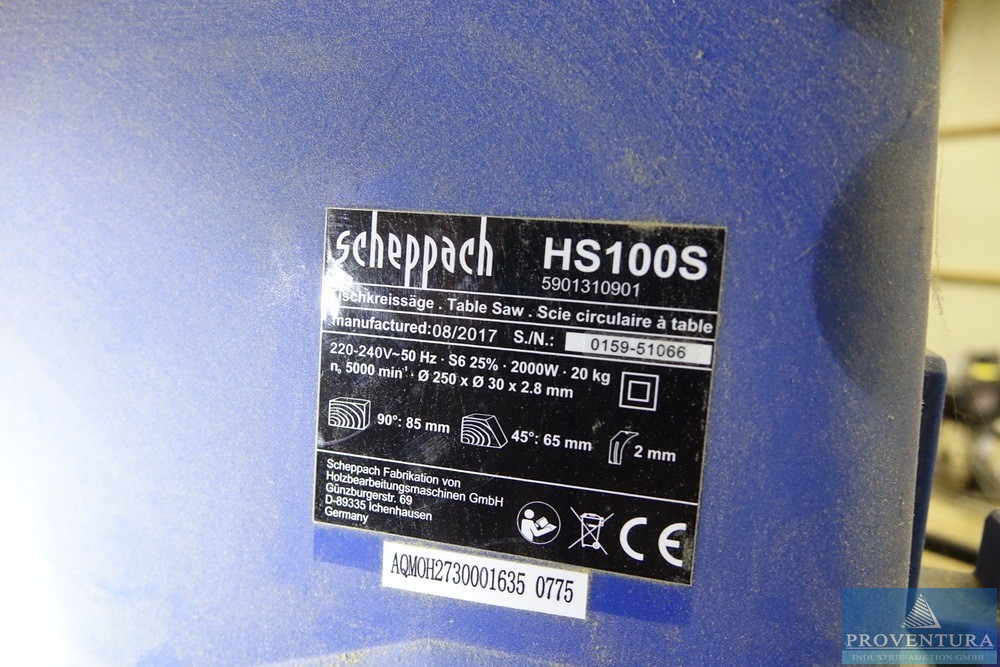 scheppach HS100S
5901310901
Tischkreissäge . Table Saw . Scie circulaire à table
manufactured:08/2017 S./N.: 0159-51066
220-240V~50 Hz · S6 25% · 2000W · 20 kg
n₀ 5000 min⁻¹ · Ø 250 x Ø 30 x 2.8 mm
90°: 85 mm 45°: 65 mm 2 mm
Scheppach Fabrikation von
Holzbearbeitungsmaschinen GmbH
Günzburgerstr. 69
D-89335 Ichenhausen
Germany
CE
AQMOH2730001635 0775
PROVENTURA
INDUSTRIE-AUKTION GMBH